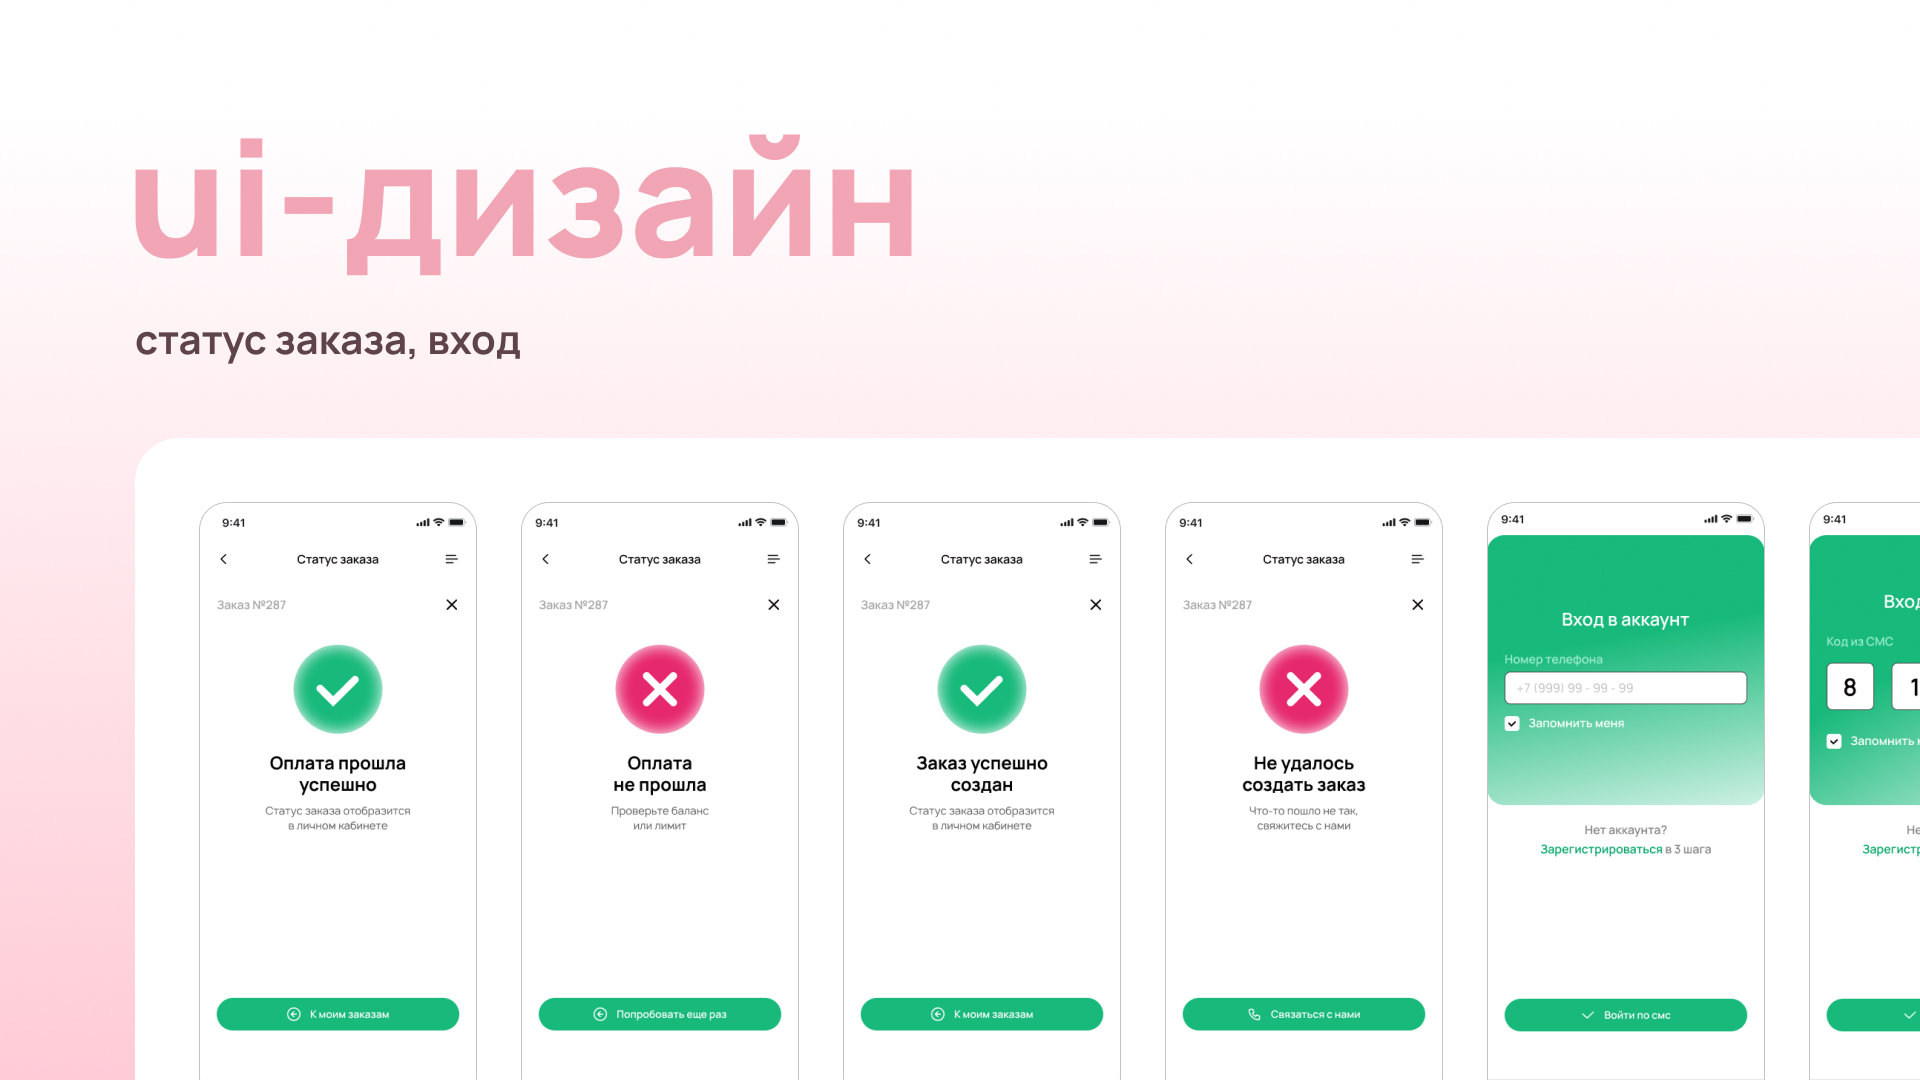 ui-дизайн
статус заказа, вход
9:41
Статус заказа
Заказ №287
Оплата прошла
успешно
Статус заказа отобразится
в личном кабинете
К моим заказам
9:41
Статус заказа
Заказ №287
Оплата
не прошла
Проверьте баланс
или лимит
Попробовать еще раз
9:41
Статус заказа
Заказ №287
Заказ успешно
создан
Статус заказа отобразится
в личном кабинете
К моим заказам
9:41
Статус заказа
Заказ №287
Не удалось
создать заказ
Что-то пошло не так,
свяжитесь с нами
Связаться с нами
9:41
Вход в аккаунт
Номер телефона
+7 (999) 99 - 99 - 99
Запомнить меня
Нет аккаунта?
Зарегистрироваться в 3 шага
Войти по смс
9:41
Вход
Код из СМС
8 1
Запомнить